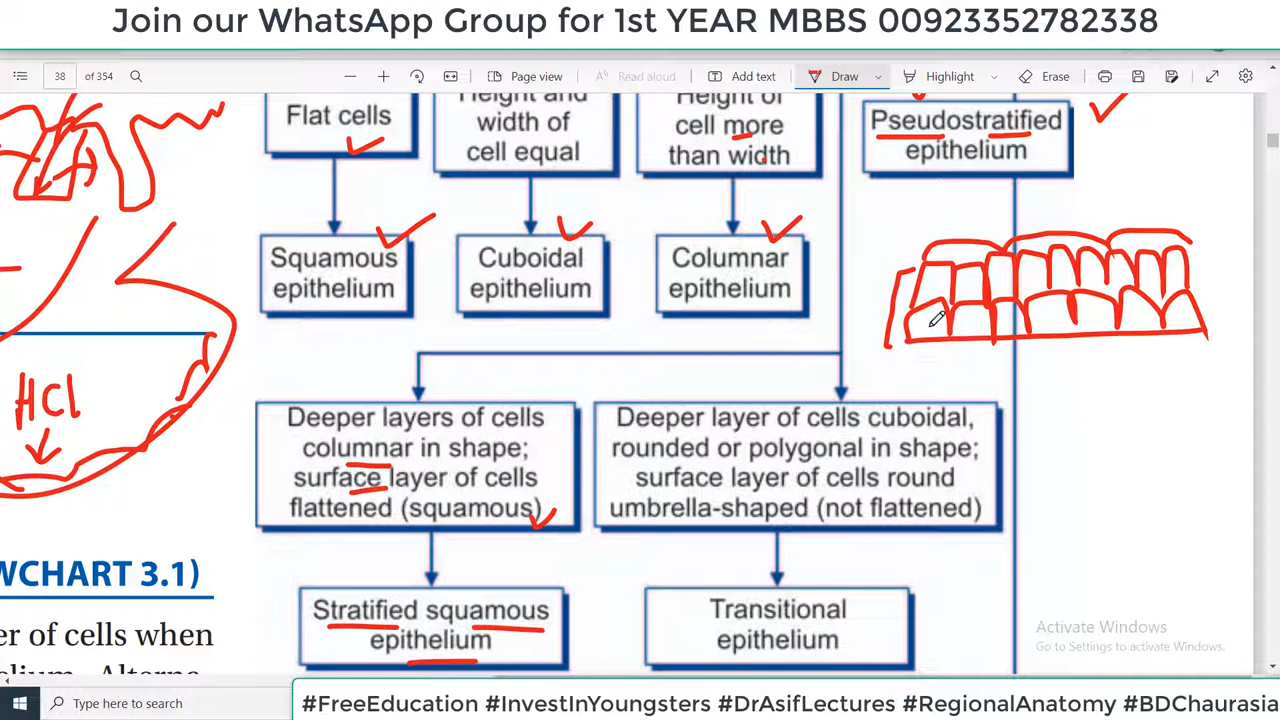 Join our WhatsApp Group for 1st YEAR MBBS 00923352782338
38 of 354
Page view
Read aloud
Add text
Draw
Highlight
Erase
Flat cells
Height and
width of
cell equal
Height of
cell more
than width
Pseudostratified
epithelium
Squamous
epithelium
Cuboidal
epithelium
Columnar
epithelium
HCl
Deeper layers of cells
columnar in shape;
surface layer of cells
flattened (squamous)
Deeper layer of cells cuboidal,
rounded or polygonal in shape;
surface layer of cells round
umbrella-shaped (not flattened)
WCHART 3.1)
er of cells when
Stratified squamous
epithelium
Transitional
epithelium
Activate Windows
Go to Settings to activate Windows.
Type here to search
#FreeEducation #InvestInYoungsters #DrAsifLectures #RegionalAnatomy #BDChaurasia